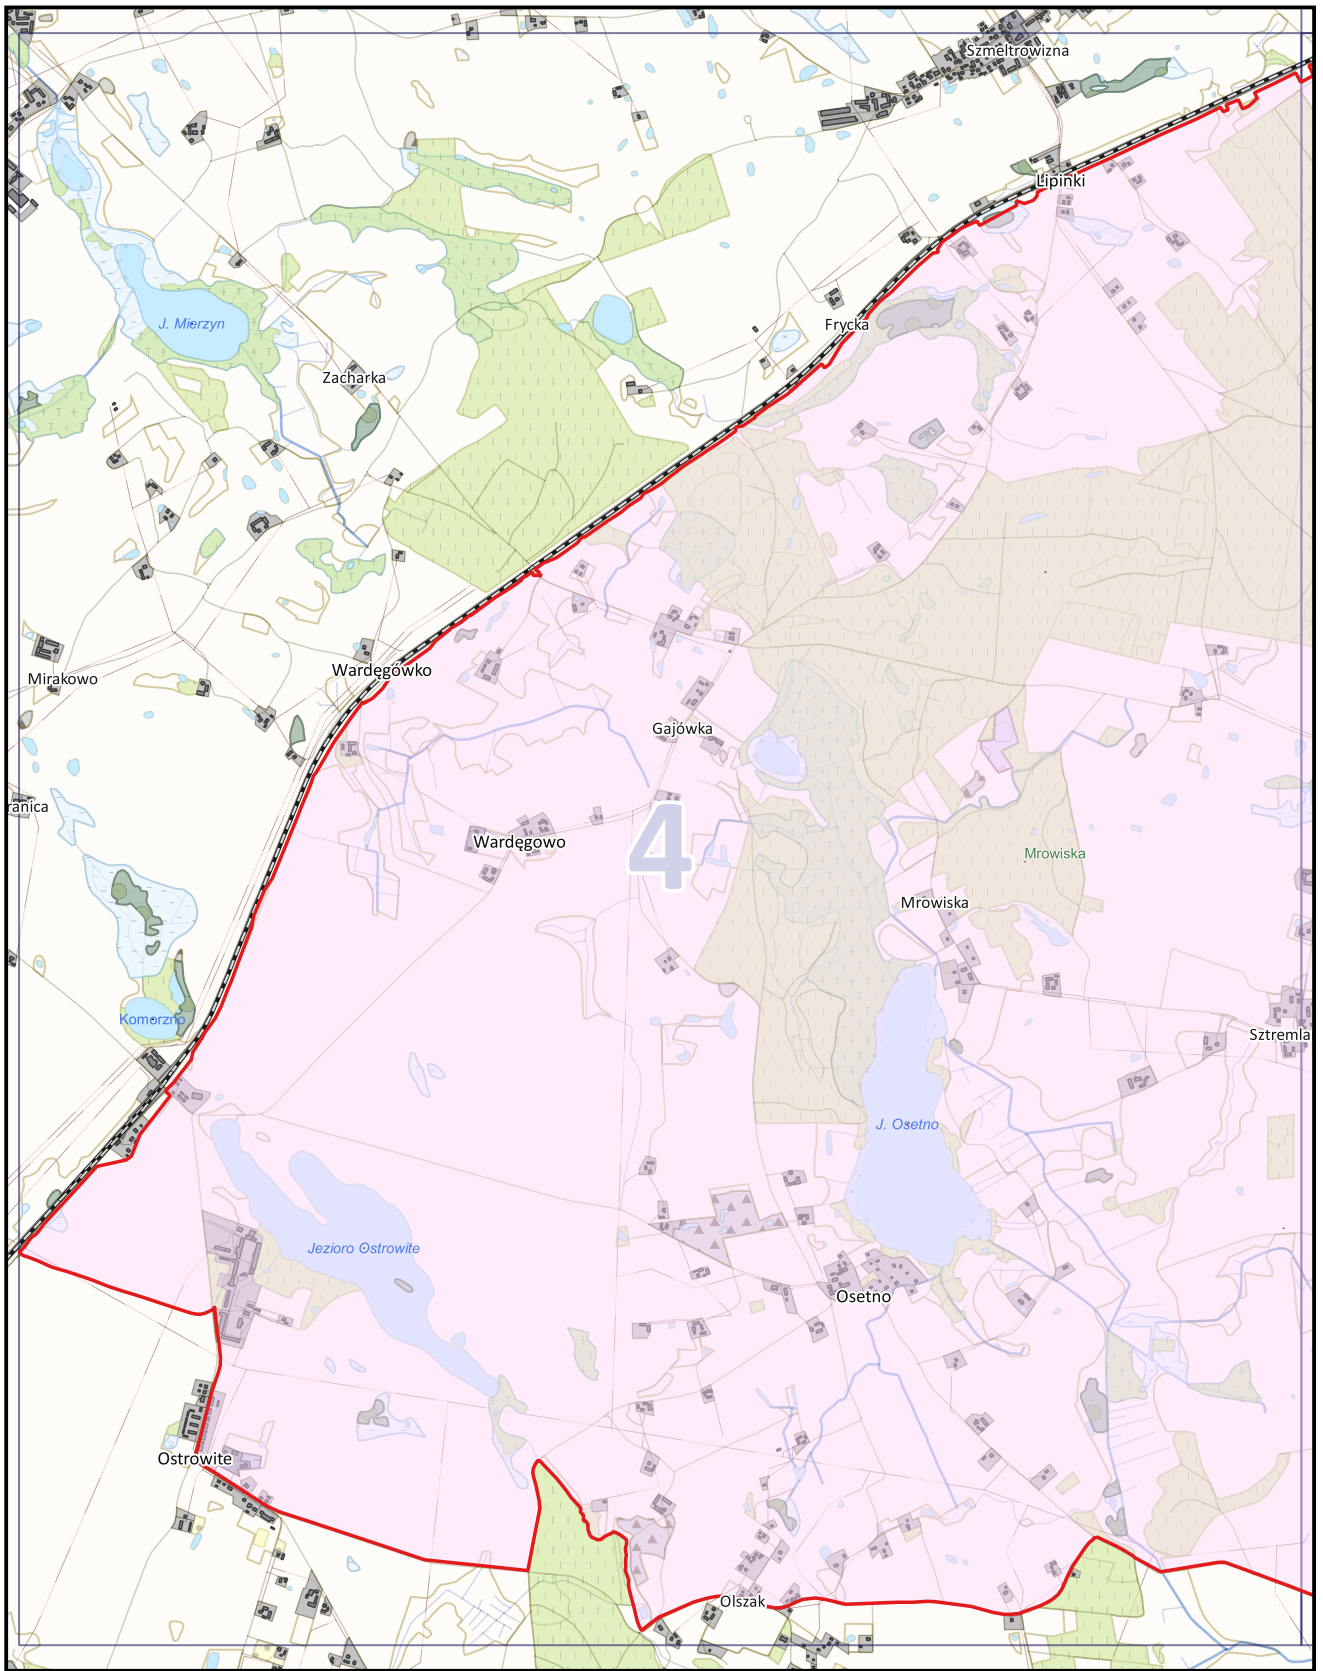 Szmeltrowizna
Lipinki
J. Mierzyn
Frycka
Zacharka
Wardęgówko
Mirakowo
Gajówka
ranica
Wardęgowo
4
Mrowiska
Mrowiska
Komorzno
Sztremla
J. Osetno
Jezioro Ostrowite
Osetno
Ostrowite
Olszak